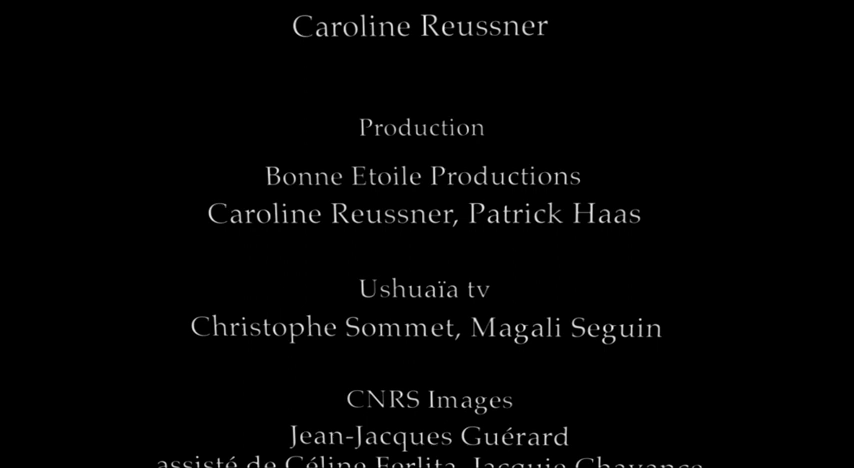 Caroline Reussner
Production
Bonne Etoile Productions
Caroline Reussner, Patrick Haas
Ushuaïa tv
Christophe Sommet, Magali Seguin
CNRS Images
Jean-Jacques Guérard
assisté de Céline Ferlita, Jacquie Chavance